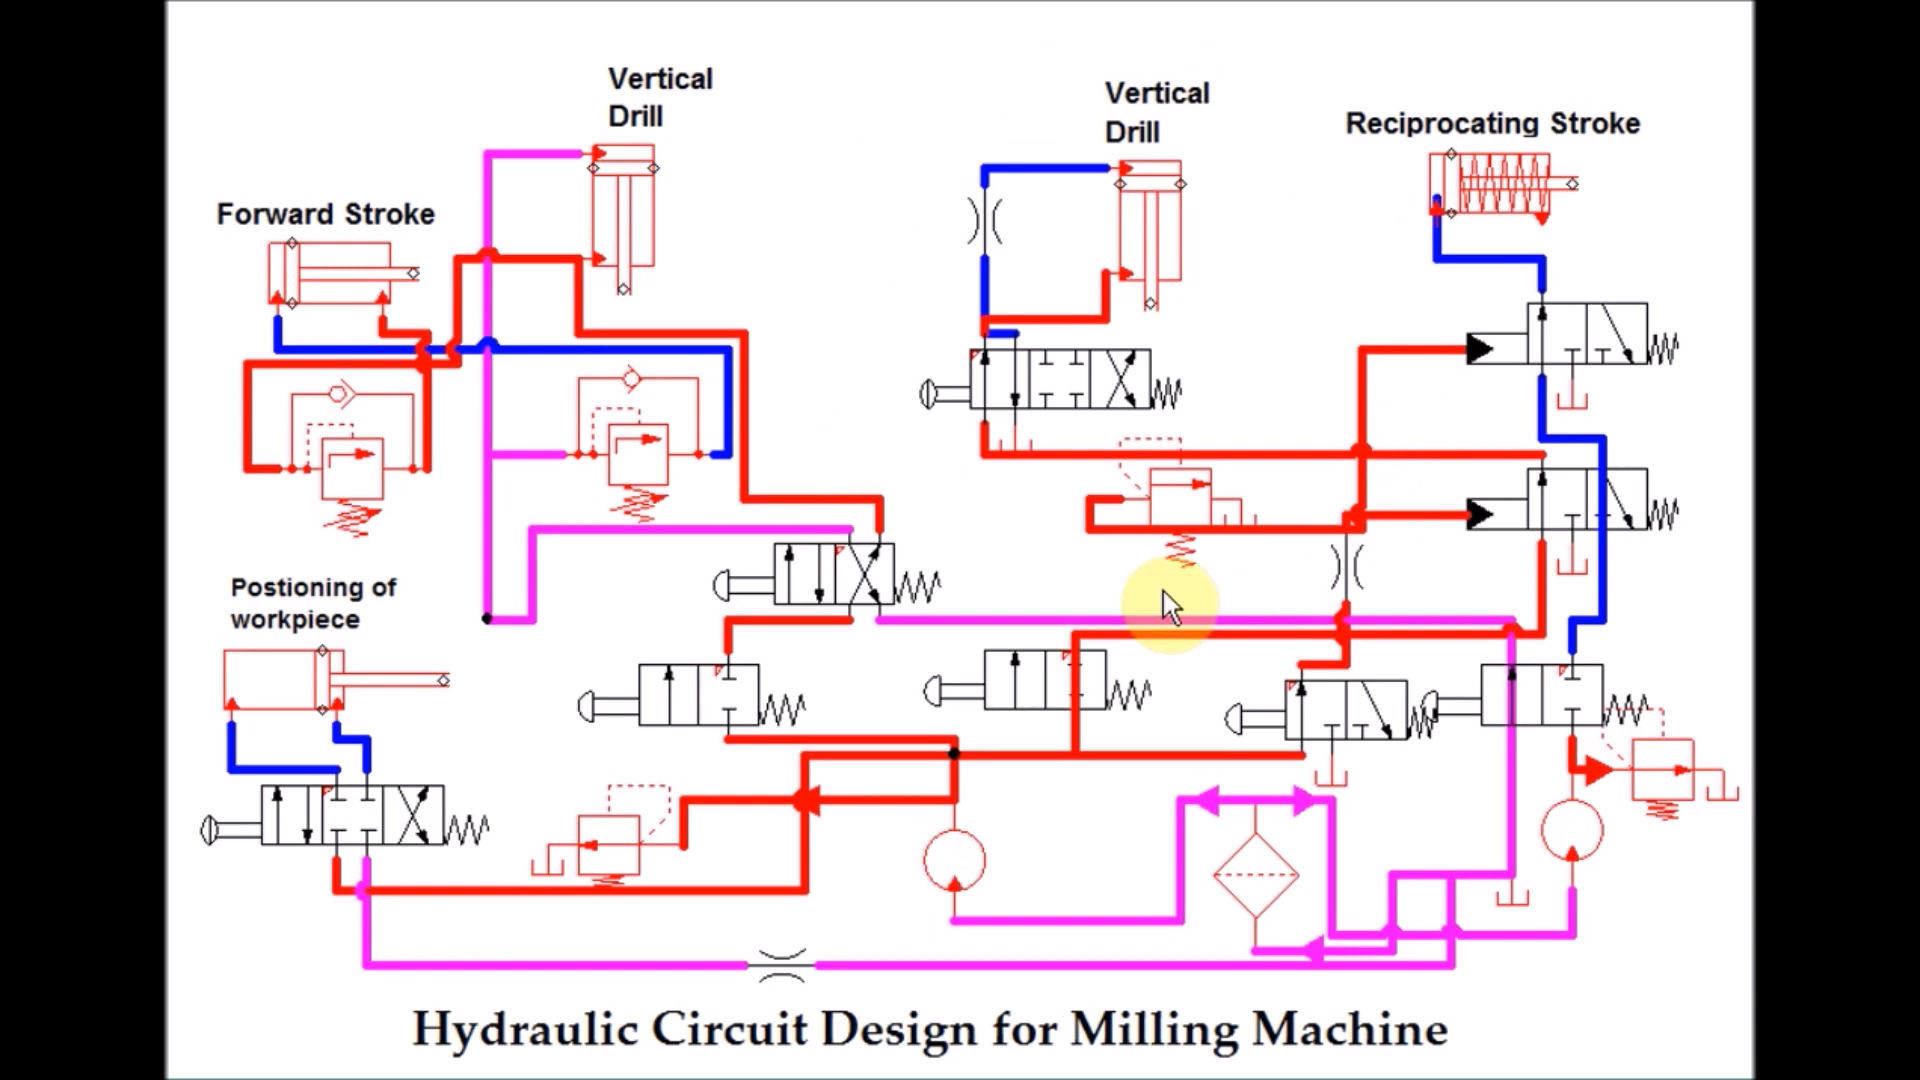 Vertical
Drill
Vertical
Drill
Reciprocating Stroke
Forward Stroke
Postioning of
workpiece
Hydraulic Circuit Design for Milling Machine